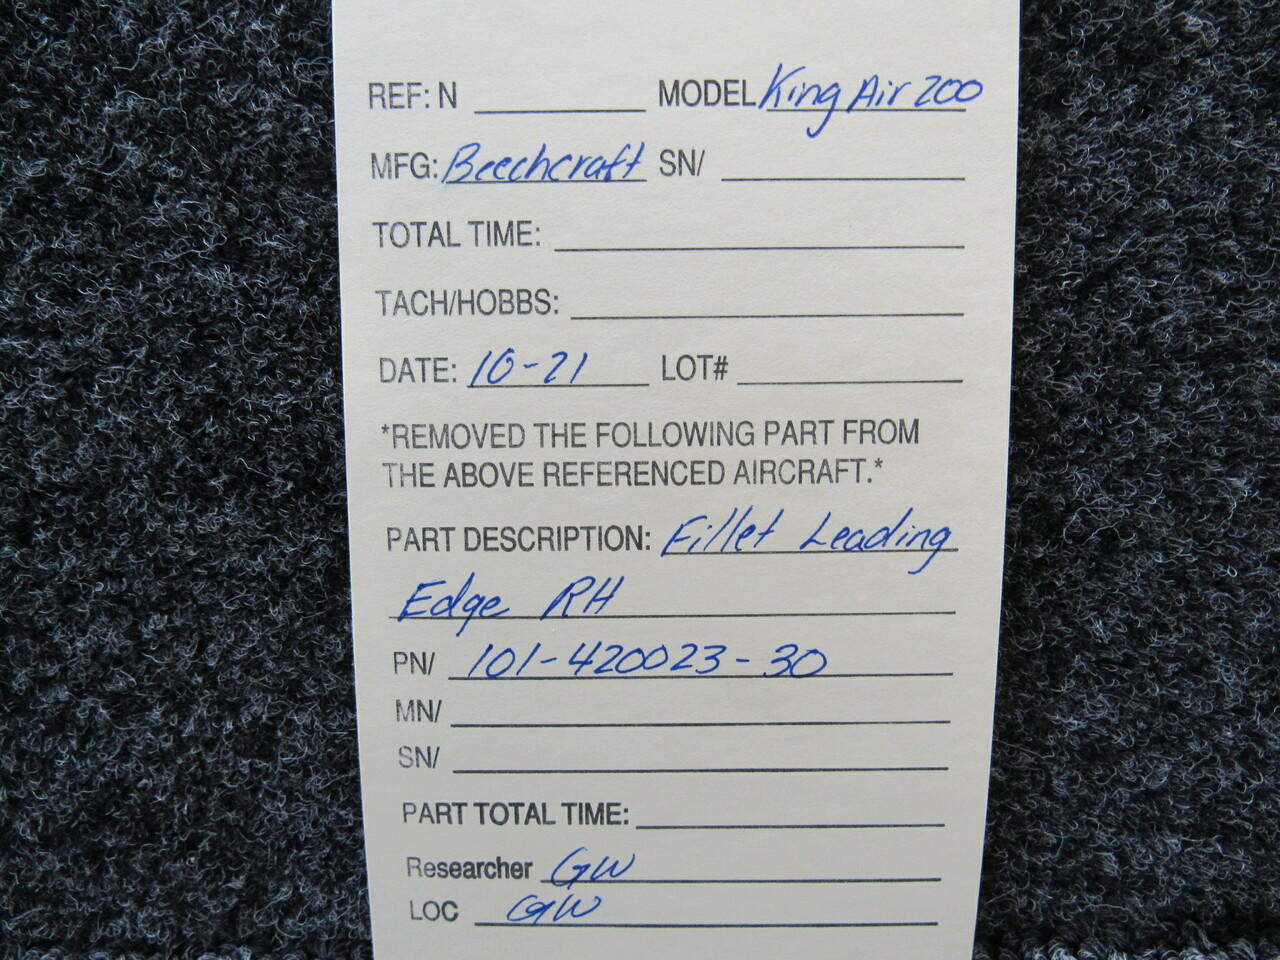 REF: N MODEL King Air 200
MFG: Beechcraft SN/
TOTAL TIME:
TACH/HOBBS:
DATE: 10-21 LOT#
*REMOVED THE FOLLOWING PART FROM
THE ABOVE REFERENCED AIRCRAFT.*
PART DESCRIPTION: Fillet Leading
Edge RH
PN/ 101-420023-30
MN/
SN/
PART TOTAL TIME:
Researcher GW
LOC GW